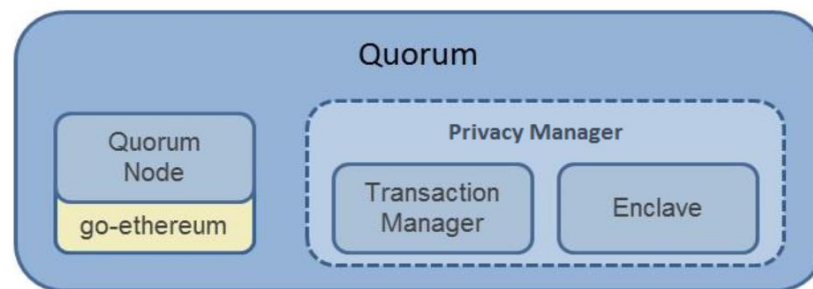 Quorum
Quorum
Node
go-ethereum
Privacy Manager
Transaction
Manager
Enclave